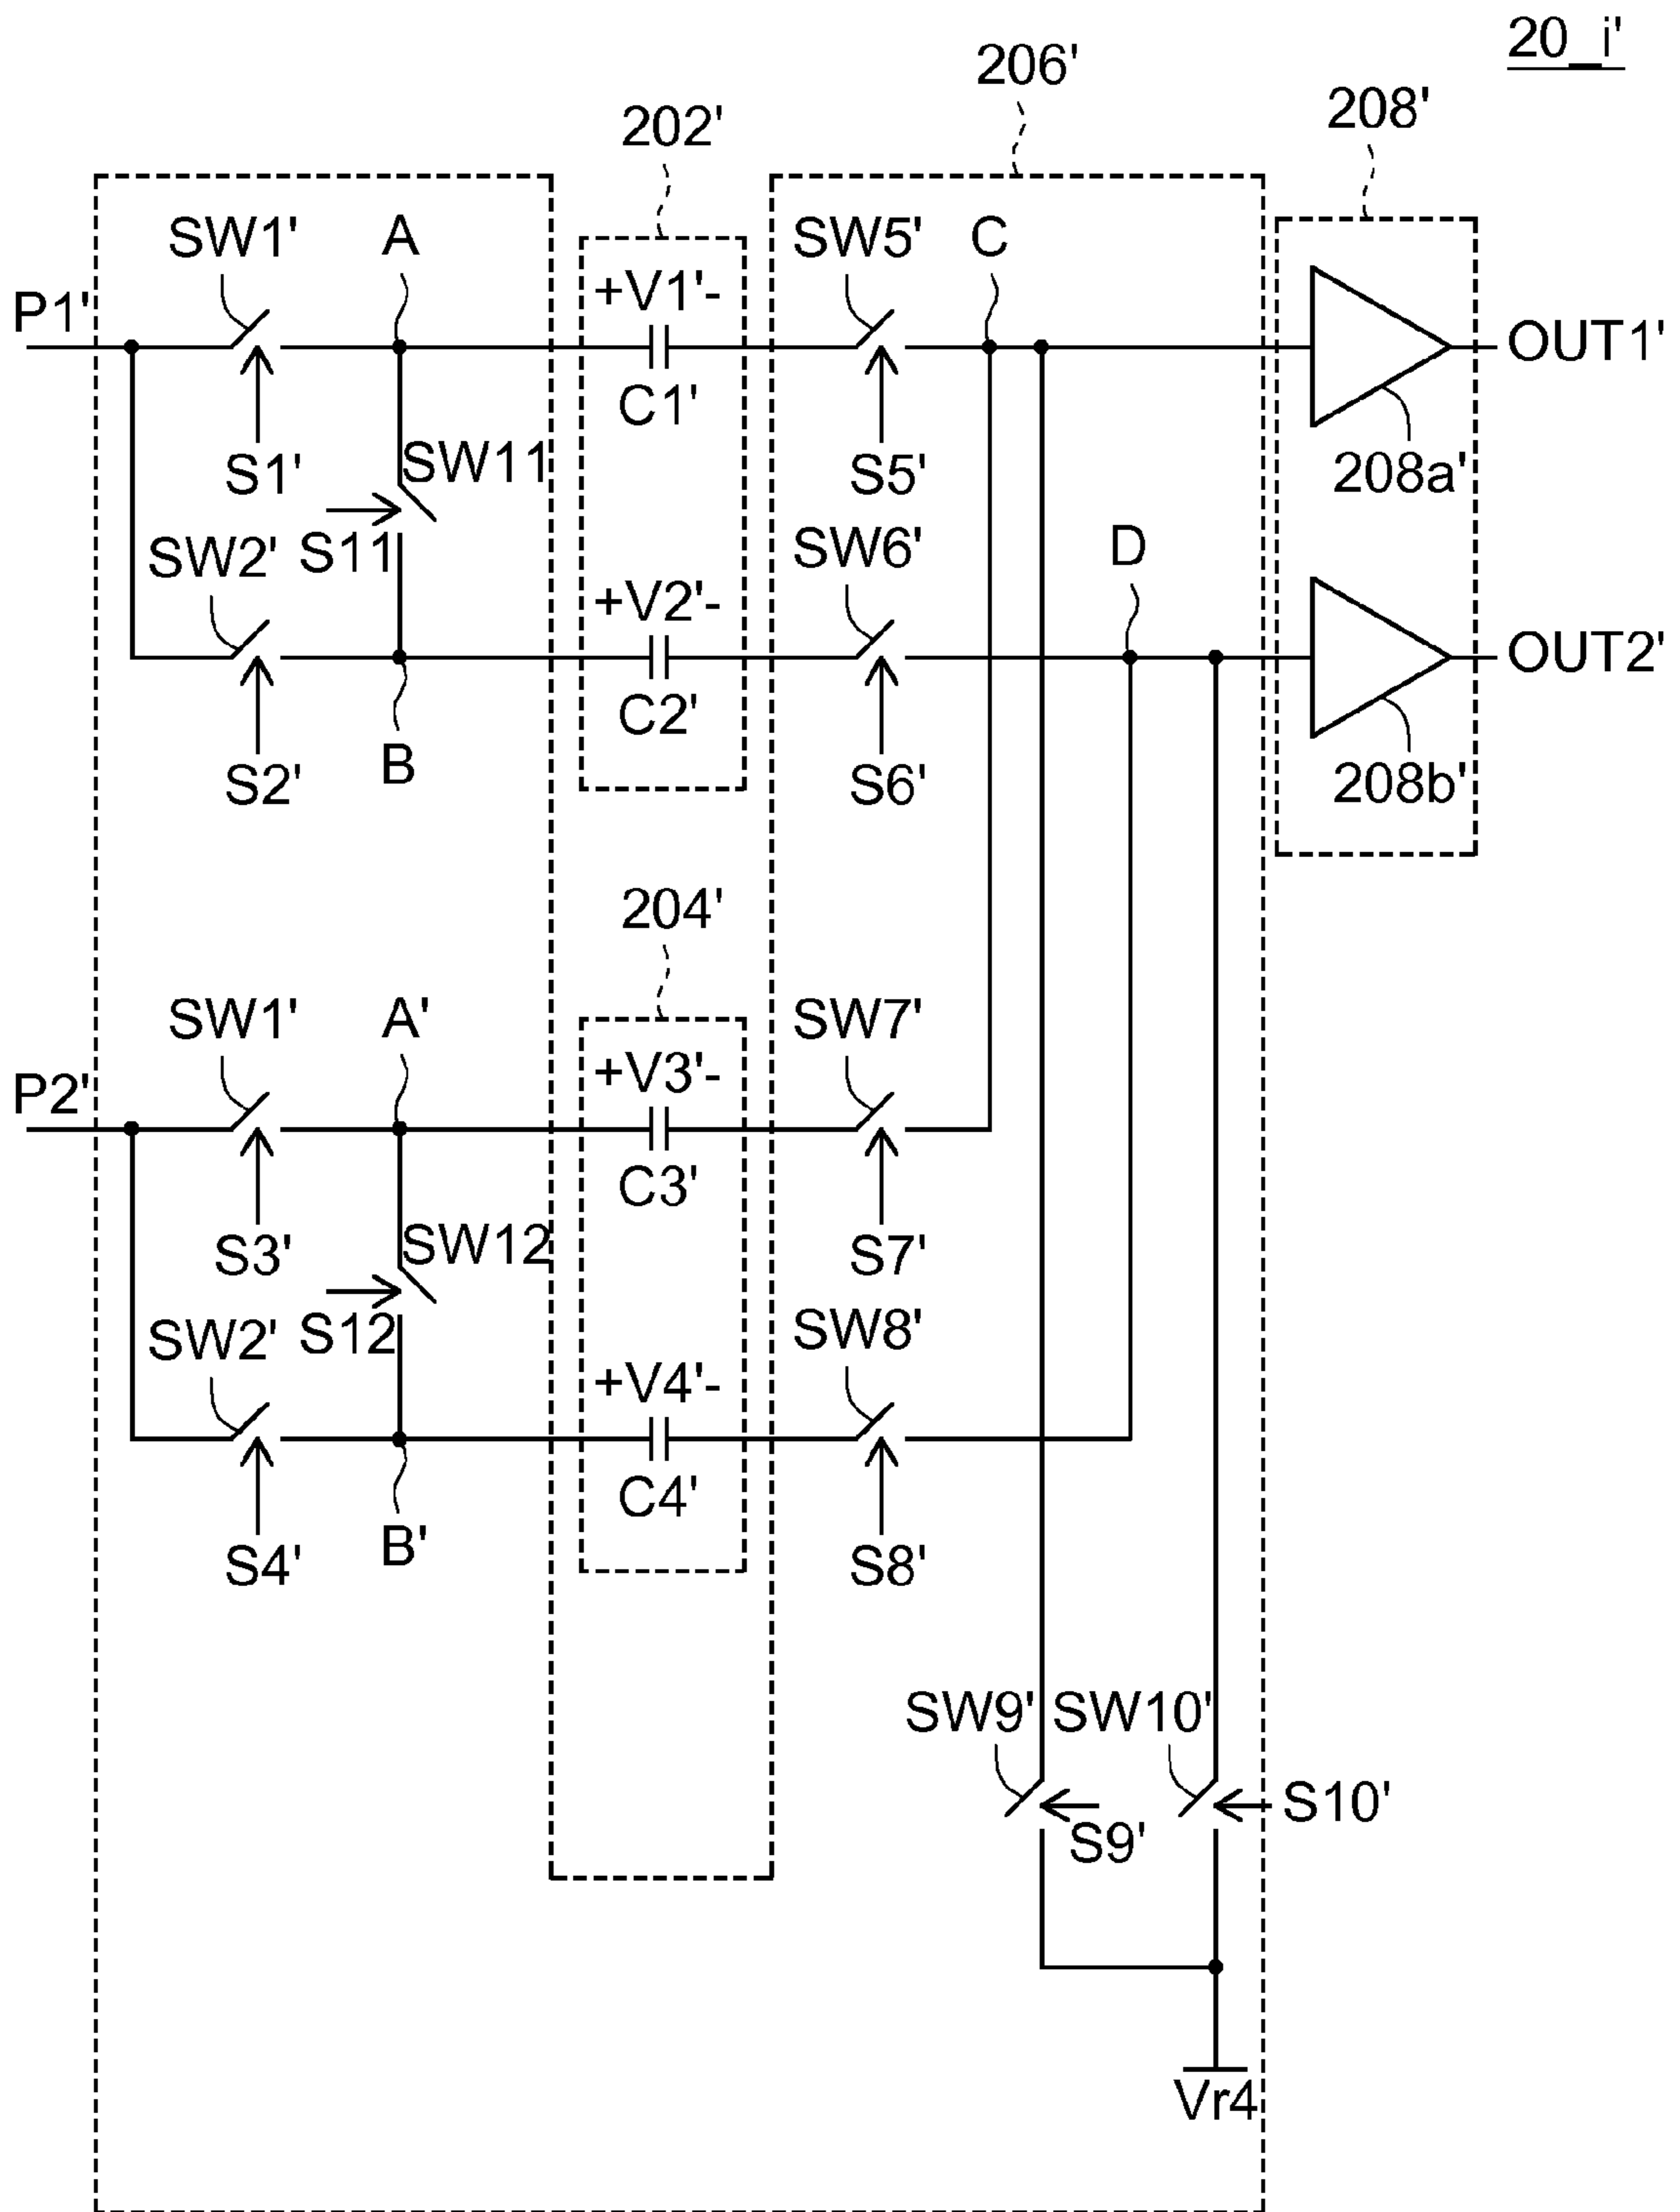 20_i'
206'
208'
202'
SW1'
A
SW5'
C
+V1'-
P1'
OUT1'
C1'
S1'
SW11
S5'
208a'
S11
SW2'
SW6'
D
+V2'-
OUT2'
C2'
S2'
B
S6'
208b'
204'
SW1'
A'
SW7'
+V3'-
P2'
C3'
S3'
SW12
S7'
S12
SW2'
SW8'
+V4'-
C4'
S4'
B'
S8'
SW9'
SW10'
S10'
S9'
Vr4